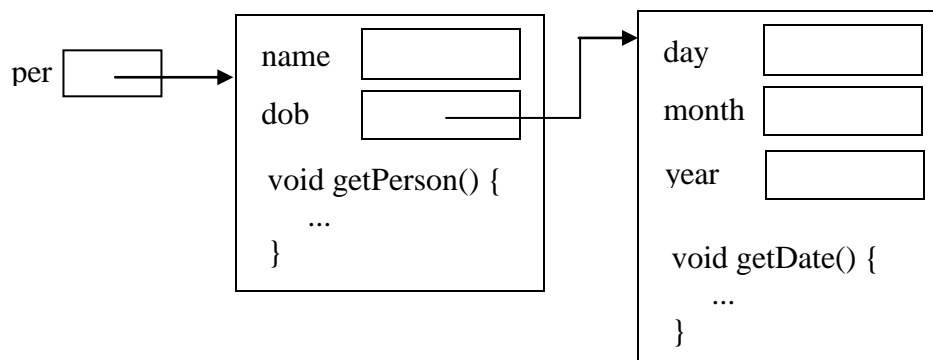 per
name
dob
void getPerson() {
...
}
day
month
year
void getDate() {
...
}